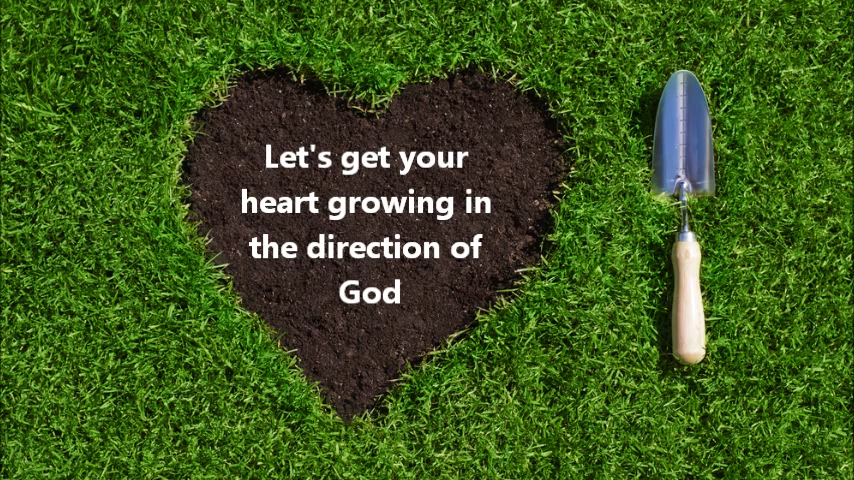 Let's get your
heart growing in
the direction of
God